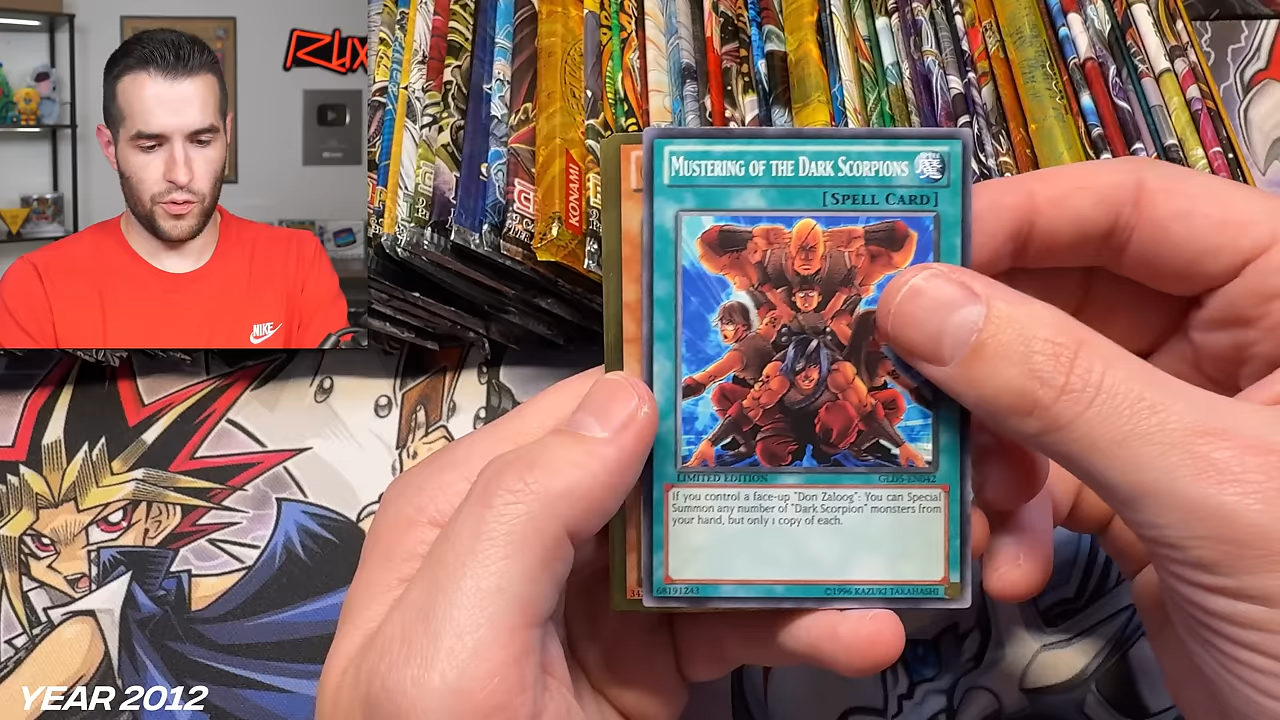 Rux
NIKE
KONAMI
MUSTERING OF THE DARK SCORPIONS
[SPELL CARD]
LIMITED EDITION
GLD5-EN042
If you control a face-up "Don Zaloog": You can Special
Summon any number of "Dark Scorpion" monsters from
your hand, but only 1 copy of each.
34
68191243
©1996 KAZUKI TAKAHASHI
YEAR 2012